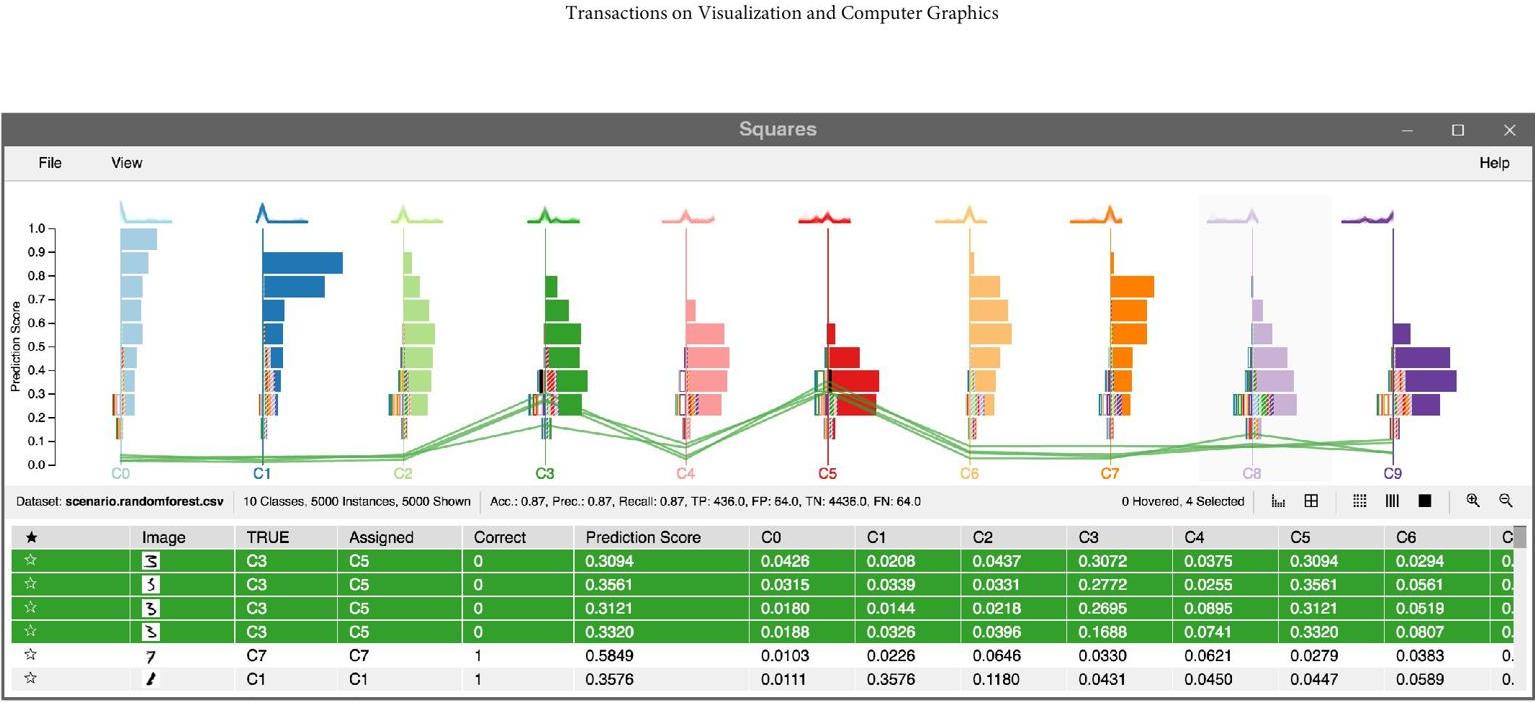 Transactions on Visualization and Computer Graphics
Squares
File View Help
1.0
0.9
0.8
0.7
0.6
0.5
0.4
0.3
0.2
0.1
0.0
Prediction Score
C0 C1 C2 C3 C4 C5 C6 C7 C8 C9
Dataset: scenario.randomforest.csv 10 Classes, 5000 Instances, 5000 Shown Acc.: 0.87, Prec.: 0.87, Recall: 0.87, TP: 436.0, FP: 64.0, TN: 4436.0, FN: 64.0 0 Hovered, 4 Selected
★ Image TRUE Assigned Correct Prediction Score C0 C1 C2 C3 C4 C5 C6 C
☆ 3 C3 C5 0 0.3094 0.0426 0.0208 0.0437 0.3072 0.0375 0.3094 0.0294 0.
☆ 3 C3 C5 0 0.3561 0.0315 0.0339 0.0331 0.2772 0.0255 0.3561 0.0561 0.
☆ 3 C3 C5 0 0.3121 0.0180 0.0144 0.0218 0.2695 0.0895 0.3121 0.0519 0.
☆ 3 C3 C5 0 0.3320 0.0188 0.0326 0.0396 0.1688 0.0741 0.3320 0.0807 0.
☆ 7 C7 C7 1 0.5849 0.0103 0.0226 0.0646 0.0330 0.0621 0.0279 0.0383 0.
☆ 1 C1 C1 1 0.3576 0.0111 0.3576 0.1180 0.0431 0.0450 0.0447 0.0589 0.